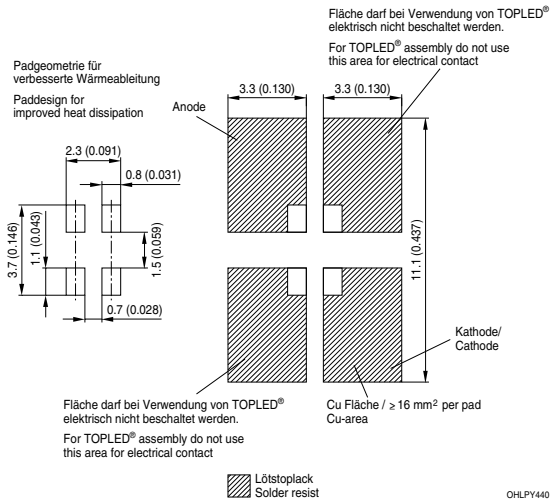 Fläche darf bei Verwendung von TOPLED®
elektrisch nicht beschaltet werden.
For TOPLED® assembly do not use
this area for electrical contact
Padgeometrie für
verbesserte Wärmeableitung
Paddesign for
improved heat dissipation
3.3 (0.130)
3.3 (0.130)
Anode
2.3 (0.091)
0.8 (0.031)
3.7 (0.146)
1.1 (0.043)
1.5 (0.059)
0.7 (0.028)
11.1 (0.437)
Kathode/
Cathode
Fläche darf bei Verwendung von TOPLED®
elektrisch nicht beschaltet werden.
For TOPLED® assembly do not use
this area for electrical contact
Cu Fläche / ≥ 16 mm² per pad
Cu-area
Lötstoplack
Solder resist
OHLPY440